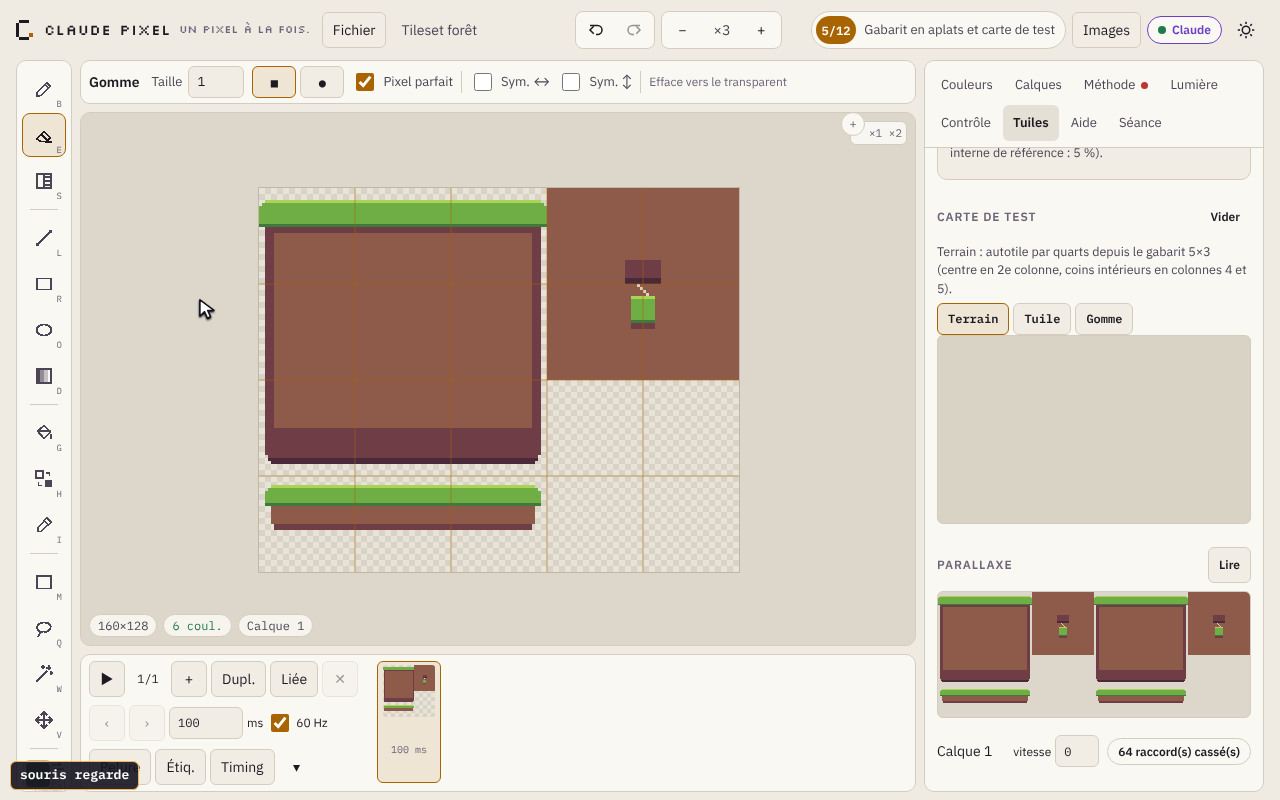 CLAUDE PIXEL UN PIXEL À LA FOIS. Fichier Tileset forêt − ×3 + 5/12 Gabarit en aplats et carte de test Images Claude
Gomme Taille 1 ■ ● Pixel parfait Sym. ↔ Sym. ↕ Efface vers le transparent
Couleurs Calques Méthode Lumière
Contrôle Tuiles Aide Séance
B
E
S
L
R
O
D
G
H
I
M
Q
W
V
+ ×1 ×2
160×128 6 coul. Calque 1
interne de référence : 5 %).
CARTE DE TEST Vider
Terrain : autotile par quarts depuis le gabarit 5×3
(centre en 2e colonne, coins intérieurs en colonnes 4 et
5).
Terrain Tuile Gomme
PARALLAXE Lire
Calque 1 vitesse 0 64 raccord(s) cassé(s)
▶ 1/1 + Dupl. Liée ✕
‹ › 100 ms 60 Hz
Étiq. Timing ▼
100 ms
souris regarde